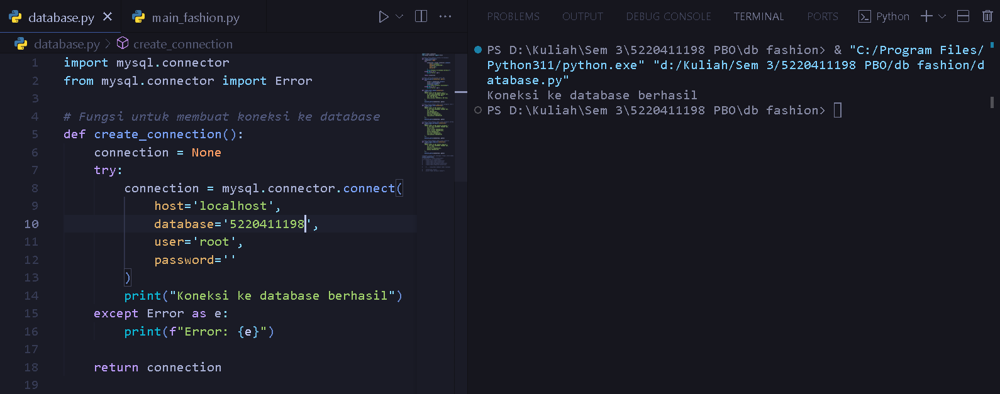 database.py
main_fashion.py
database.py > create_connection
1 import mysql.connector
2 from mysql.connector import Error
3
4 # Fungsi untuk membuat koneksi ke database
5 def create_connection():
6 connection = None
7 try:
8 connection = mysql.connector.connect(
9 host='localhost',
10 database='5220411198',
11 user='root',
12 password=''
13 )
14 print("Koneksi ke database berhasil")
15 except Error as e:
16 print(f"Error: {e}")
17
18 return connection
19
PROBLEMS OUTPUT DEBUG CONSOLE TERMINAL PORTS Python
PS D:\Kuliah\Sem 3\5220411198 PBO\db fashion> & "C:/Program Files/
Python311/python.exe" "d:/Kuliah/Sem 3/5220411198 PBO/db fashion/d
atabase.py"
Koneksi ke database berhasil
PS D:\Kuliah\Sem 3\5220411198 PBO\db fashion>